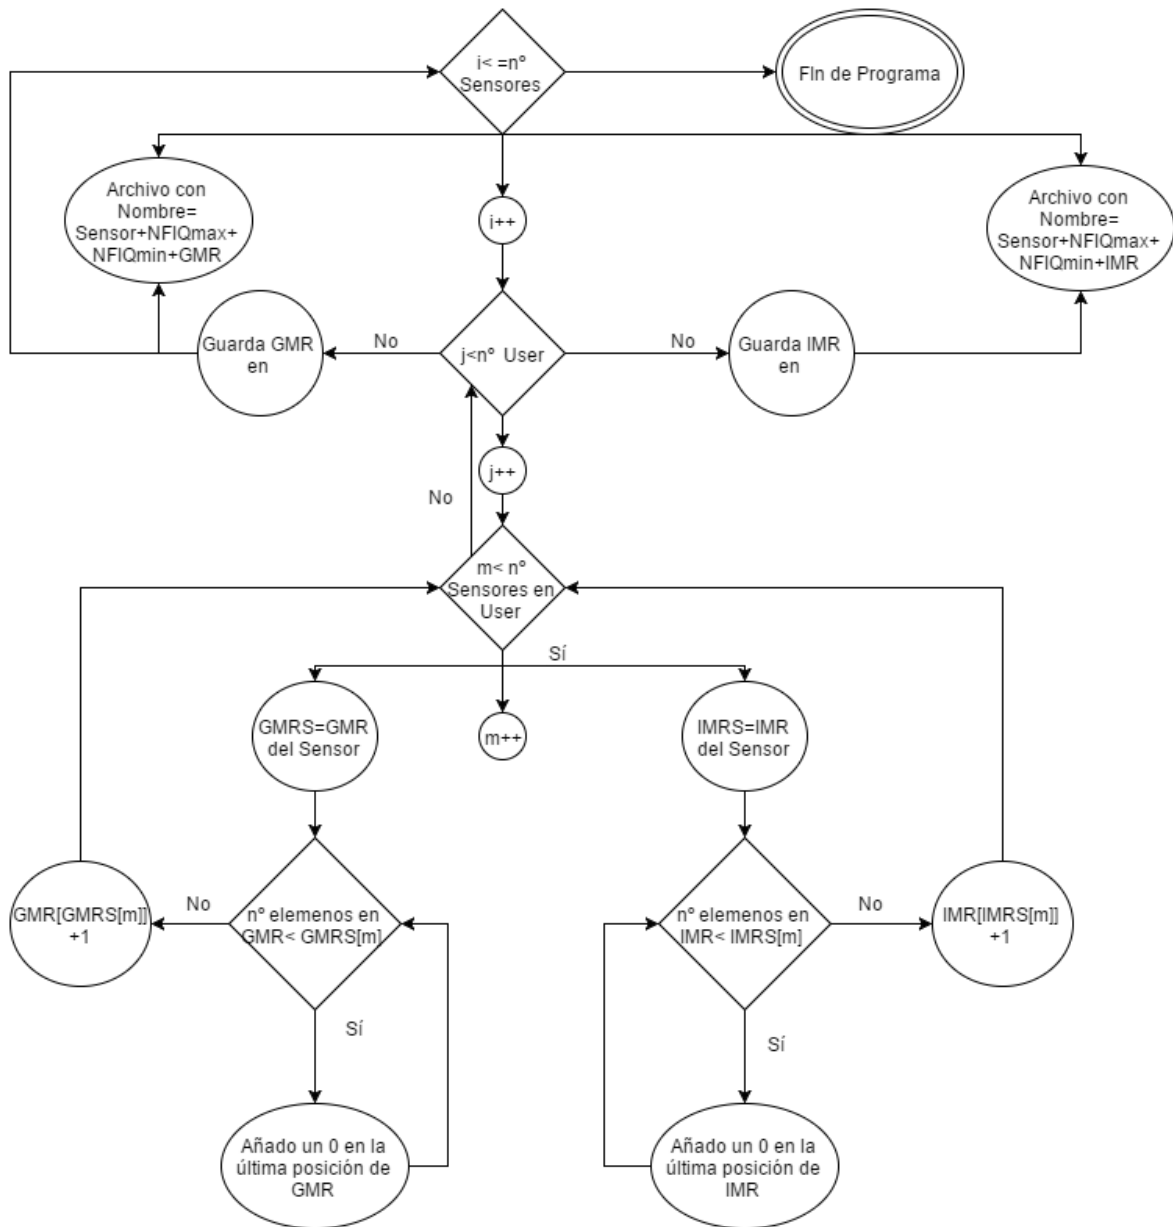 i< =nº
Sensores
FIn de Programa
Archivo con
Nombre=
Sensor+NFIQmax+
NFIQmin+GMR
i++
Archivo con
Nombre=
Sensor+NFIQmax+
NFIQmin+IMR
Guarda GMR
en
No
j<nº User
No
Guarda IMR
en
j++
No
m< nº
Sensores en
User
Sí
GMRS=GMR
del Sensor
m++
IMRS=IMR
del Sensor
GMR[GMRS[m]]
+1
No
nº elemenos en
GMR< GMRS[m]
nº elemenos en
IMR< IMRS[m]
No
IMR[IMRS[m]]
+1
Sí
Sí
Añado un 0 en la
última posición de
GMR
Añado un 0 en la
última posición de
IMR